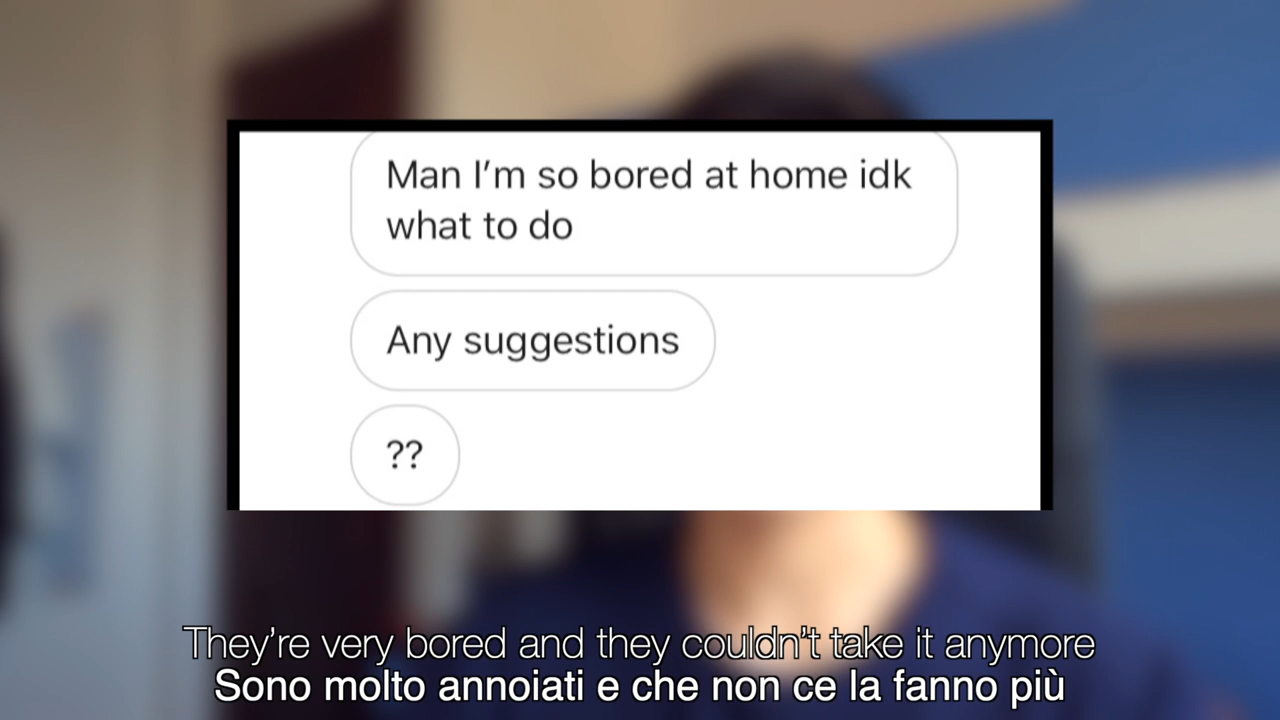 Man I'm so bored at home idk
what to do
Any suggestions
??
They're very bored and they couldn't take it anymore
Sono molto annoiati e che non ce la fanno più